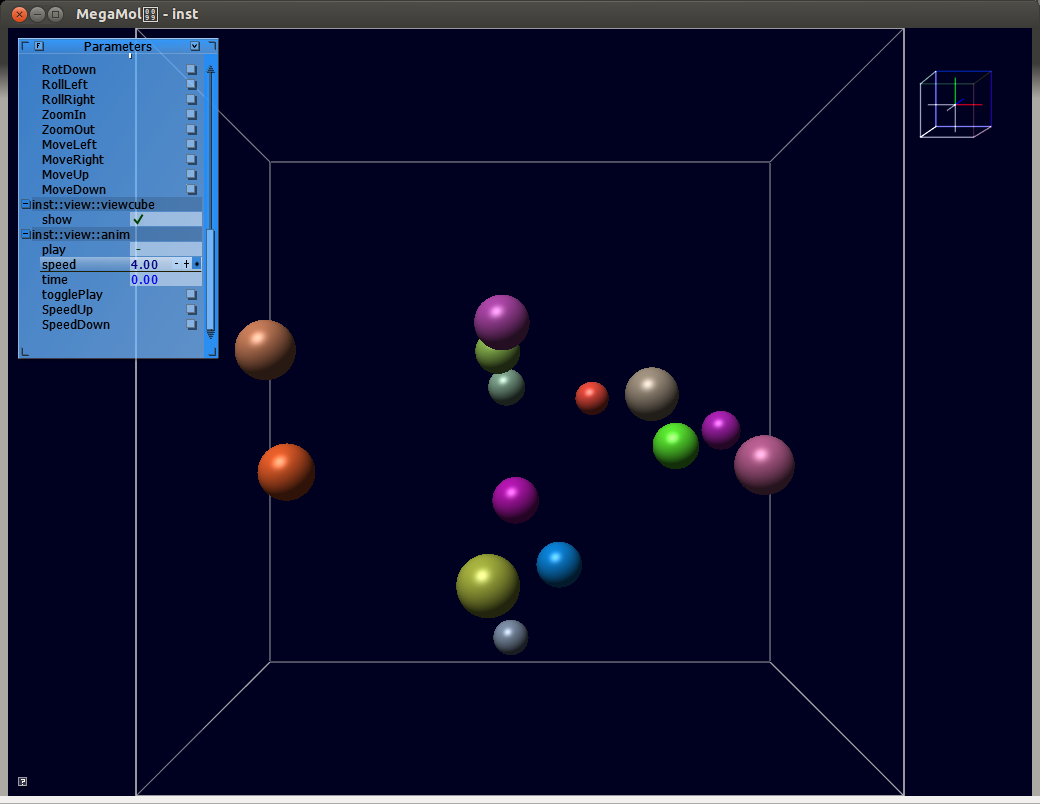 MegaMol - inst
F Parameters
RotDown
RollLeft
RollRight
ZoomIn
ZoomOut
MoveLeft
MoveRight
MoveUp
MoveDown
inst::view::viewcube
show
inst::view::anim
play -
speed 4.00 - +
time 0.00
togglePlay
SpeedUp
SpeedDown
?